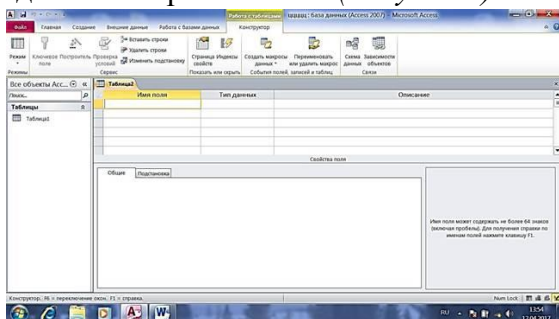 Работа с таблицами
база данных (Access 2007) - Microsoft Access
Файл Главная Создание Внешние данные Работа с базами данных Конструктор
Режим
Ключевое поле
Построитель
Проверка условий
Вставить строки
Удалить строки
Изменить подстановку
Страница свойств
Индексы
Создать макросы данных
Переименовать или удалить макрос
Схема данных
Зависимости объектов
Режимы Сервис Показать или скрыть События полей, записей и таблиц Связи
Все объекты Acc...
Поиск...
Таблицы
Таблица1
Таблица1
Имя поля Тип данных Описание
Свойства поля
Общие Подстановка
Имя поля может содержать не более 64 знаков
(включая пробелы). Для получения справки по
именам полей нажмите клавишу F1.
Конструктор. F6 = переключение окон. F1 = справка.
Num Lock
RU
13:54
12.04.2017